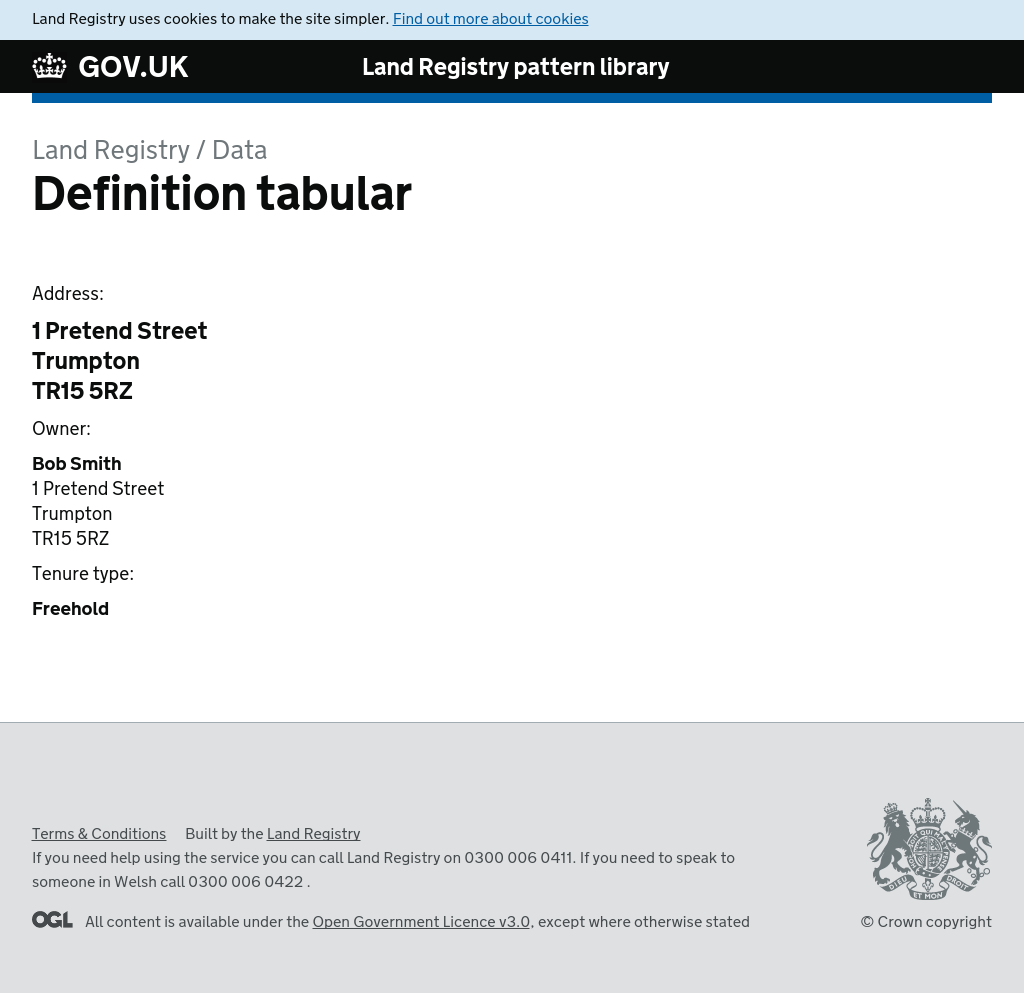 Land Registry uses cookies to make the site simpler. Find out more about cookies
GOV.UK
Land Registry pattern library
Land Registry / Data
Definition tabular
Address:
1 Pretend Street
Trumpton
TR15 5RZ
Owner:
Bob Smith
1 Pretend Street
Trumpton
TR15 5RZ
Tenure type:
Freehold
Terms & Conditions Built by the Land Registry
If you need help using the service you can call Land Registry on 0300 006 0411. If you need to speak to
someone in Welsh call 0300 006 0422 .
OGL All content is available under the Open Government Licence v3.0, except where otherwise stated
DIEU ET MON DROIT
© Crown copyright